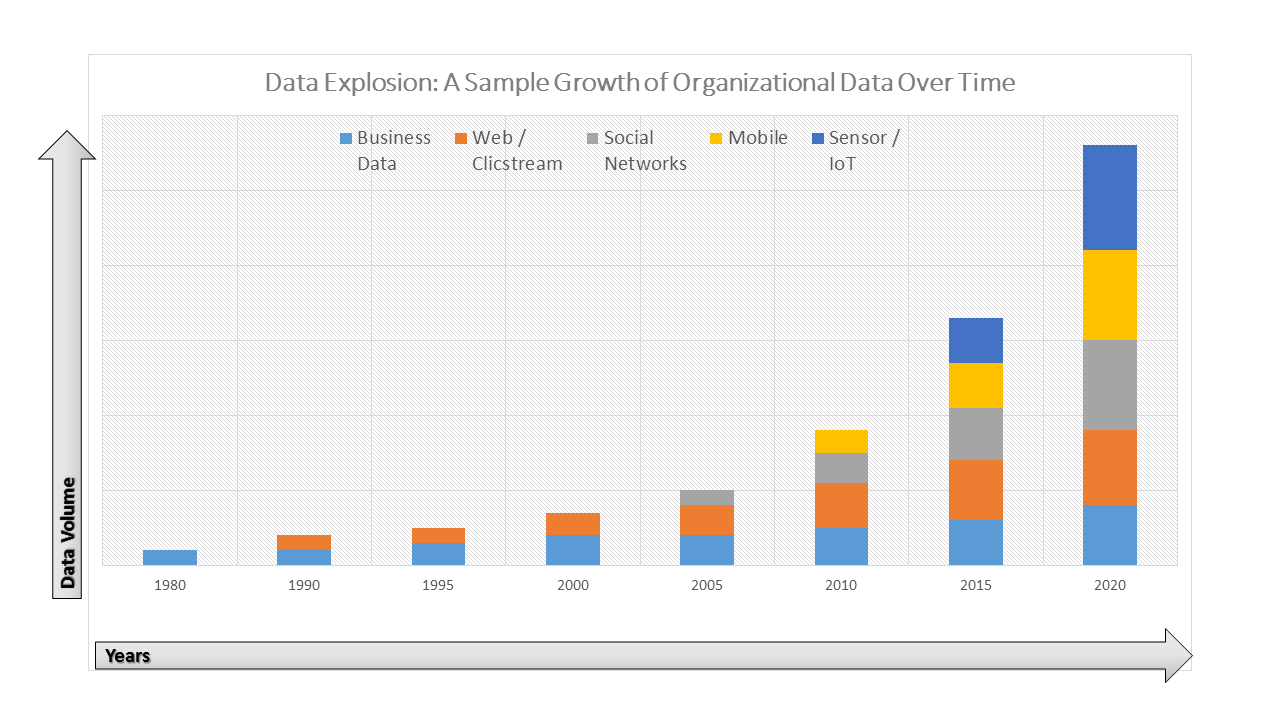 Data Explosion: A Sample Growth of Organizational Data Over Time
Business Data
Web / Clicstream
Social Networks
Mobile
Sensor / IoT
Data Volume
1980 1990 1995 2000 2005 2010 2015 2020
Years